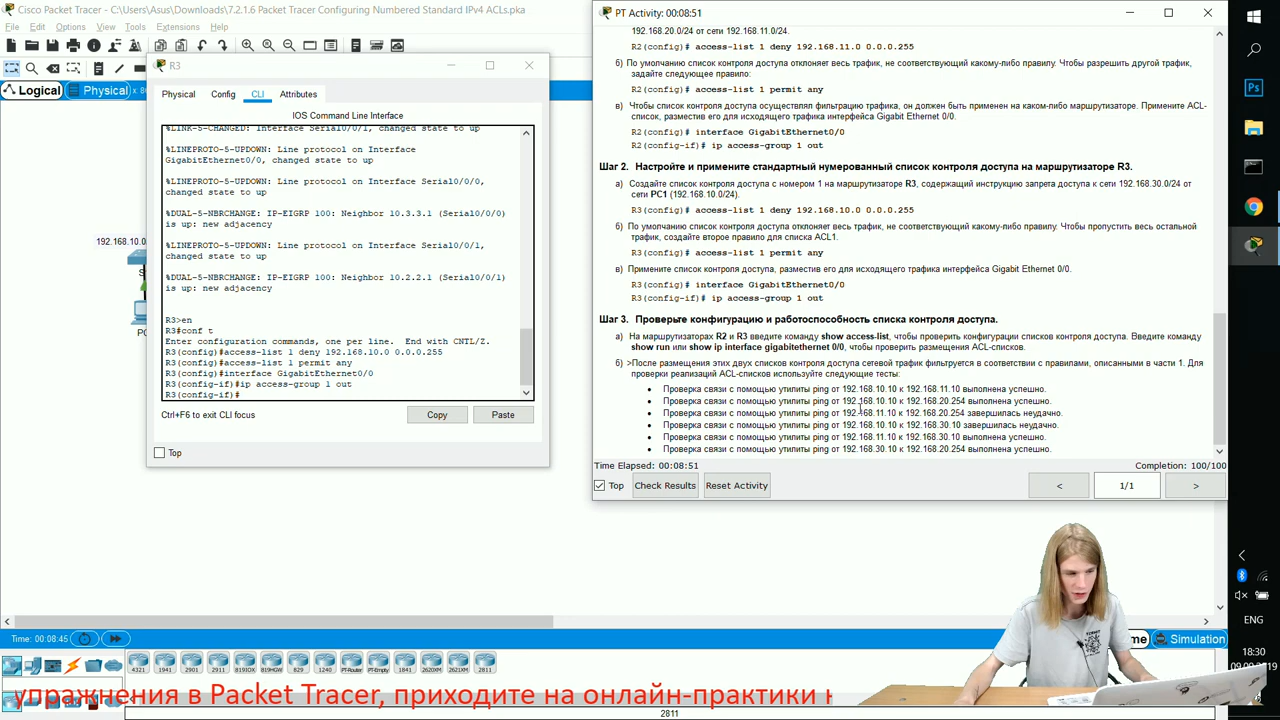 Cisco Packet Tracer - C:\Users\Asus\Downloads\7.2.1.6 Packet Tracer Configuring Numbered Standard IPv4 ACLs.pka
File Edit Options View Tools Extensions Help
Logical
Physical
192.168.10.0
R3
Physical Config CLI Attributes
IOS Command Line Interface
%LINK-5-CHANGED: Interface Serial0/0/1, changed state to up
%LINEPROTO-5-UPDOWN: Line protocol on Interface
GigabitEthernet0/0, changed state to up
%LINEPROTO-5-UPDOWN: Line protocol on Interface Serial0/0/0,
changed state to up
%DUAL-5-NBRCHANGE: IP-EIGRP 100: Neighbor 10.3.3.1 (Serial0/0/0)
is up: new adjacency
%LINEPROTO-5-UPDOWN: Line protocol on Interface Serial0/0/1,
changed state to up
%DUAL-5-NBRCHANGE: IP-EIGRP 100: Neighbor 10.2.2.1 (Serial0/0/1)
is up: new adjacency
R3>en
R3#conf t
Enter configuration commands, one per line. End with CNTL/Z.
R3(config)#access-list 1 deny 192.168.10.0 0.0.0.255
R3(config)#access-list 1 permit any
R3(config)#interface GigabitEthernet0/0
R3(config-if)#ip access-group 1 out
R3(config-if)#
Ctrl+F6 to exit CLI focus
Copy
Paste
Top
PT Activity: 00:08:51
192.168.20.0/24 от сети 192.168.11.0/24.
R2(config)# access-list 1 deny 192.168.11.0 0.0.0.255
б) По умолчанию список контроля доступа отклоняет весь трафик, не соответствующий какому-либо правилу. Чтобы разрешить другой трафик,
задайте следующее правило:
R2(config)# access-list 1 permit any
в) Чтобы список контроля доступа осуществлял фильтрацию трафика, он должен быть применен на каком-либо маршрутизаторе. Примените ACL-
список, разместив его для исходящего трафика интерфейса Gigabit Ethernet 0/0.
R2(config)# interface GigabitEthernet0/0
R2(config-if)# ip access-group 1 out
Шаг 2. Настройте и примените стандартный нумерованный список контроля доступа на маршрутизаторе R3.
а) Создайте список контроля доступа с номером 1 на маршрутизаторе R3, содержащий инструкцию запрета доступа к сети 192.168.30.0/24 от
сети PC1 (192.168.10.0/24).
R3(config)# access-list 1 deny 192.168.10.0 0.0.0.255
б) По умолчанию список контроля доступа отклоняет весь трафик, не соответствующий какому-либо правилу. Чтобы пропустить весь остальной
трафик, создайте второе правило для списка ACL1.
R3(config)# access-list 1 permit any
в) Примените список контроля доступа, разместив его для исходящего трафика интерфейса Gigabit Ethernet 0/0.
R3(config)# interface GigabitEthernet0/0
R3(config-if)# ip access-group 1 out
Шаг 3. Проверьте конфигурацию и работоспособность списка контроля доступа.
а) На маршрутизаторах R2 и R3 введите команду show access-list, чтобы проверить конфигурации списков контроля доступа. Введите команду
show run или show ip interface gigabitethernet 0/0, чтобы проверить размещения ACL-списков.
б) >После размещения этих двух списков контроля доступа сетевой трафик фильтруется в соответствии с правилами, описанными в части 1. Для
проверки реализаций ACL-списков используйте следующие тесты:
• Проверка связи с помощью утилиты ping от 192.168.10.10 к 192.168.11.10 выполнена успешно.
• Проверка связи с помощью утилиты ping от 192.168.10.10 к 192.168.20.254 выполнена успешно.
• Проверка связи с помощью утилиты ping от 192.168.11.10 к 192.168.20.254 завершилась неудачно.
• Проверка связи с помощью утилиты ping от 192.168.10.10 к 192.168.30.10 завершилась неудачно.
• Проверка связи с помощью утилиты ping от 192.168.11.10 к 192.168.30.10 выполнена успешно.
• Проверка связи с помощью утилиты ping от 192.168.30.10 к 192.168.20.254 выполнена успешно.
Time Elapsed: 00:08:51
Completion: 100/100
Top
Check Results
Reset Activity
<
1/1
>
Ps
ENG
18:30
Time: 00:08:45
me
Simulation
4321 1941 2901 2911 819IOX 819HGW 829 1240 PT-Router PT-Empty 1841 2620XM 2621XM 2811
упражнения в Packet Tracer, приходите на онлайн-практики н
2811